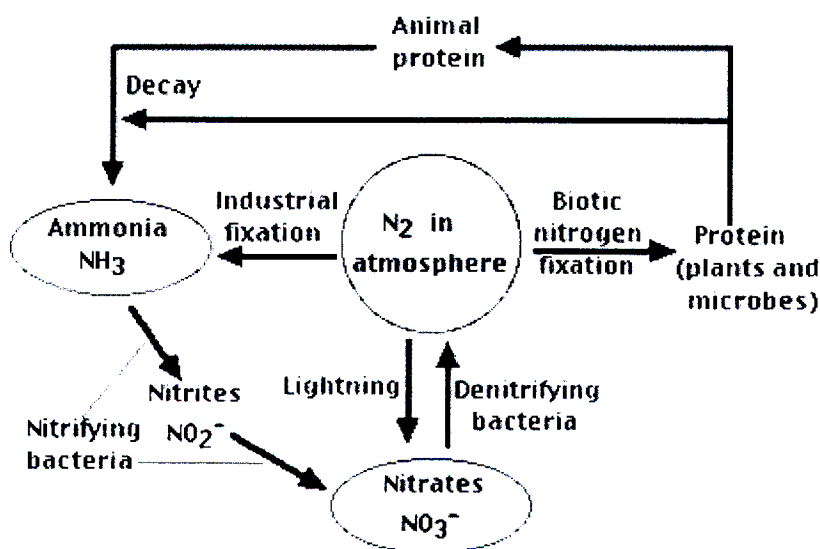 Animal
protein
Decay
Industrial
fixation
Ammonia
NH3
N2 in
atmosphere
Biotic
nitrogen
fixation
Protein
(plants and
microbes)
Lightning
Denitrifying
bacteria
Nitrites
NO2-
Nitrifying
bacteria
Nitrates
NO3-